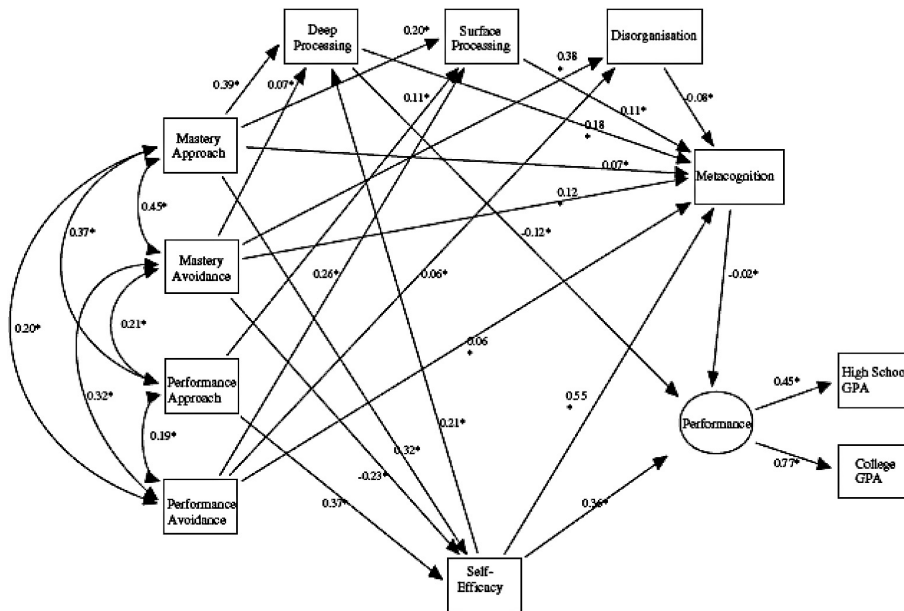 Deep
Processing
Surface
Processing
Disorganisation
0.20*
0.38
*
0.39*
0.07*
0.11*
0.11*
-0.08*
0.18
*
Mastery
Approach
0.07*
Metacognition
0.45*
0.12
*
0.37*
-0.12*
Mastery
Avoidance
0.26*
0.06*
-0.02*
0.20*
0.21*
0.06
*
0.32*
Performance
Approach
0.45*
High School
GPA
0.55
*
Performance
0.19*
0.32*
0.21*
0.77*
College
GPA
-0.23*
Performance
Avoidance
0.37*
0.36*
Self-
Efficacy